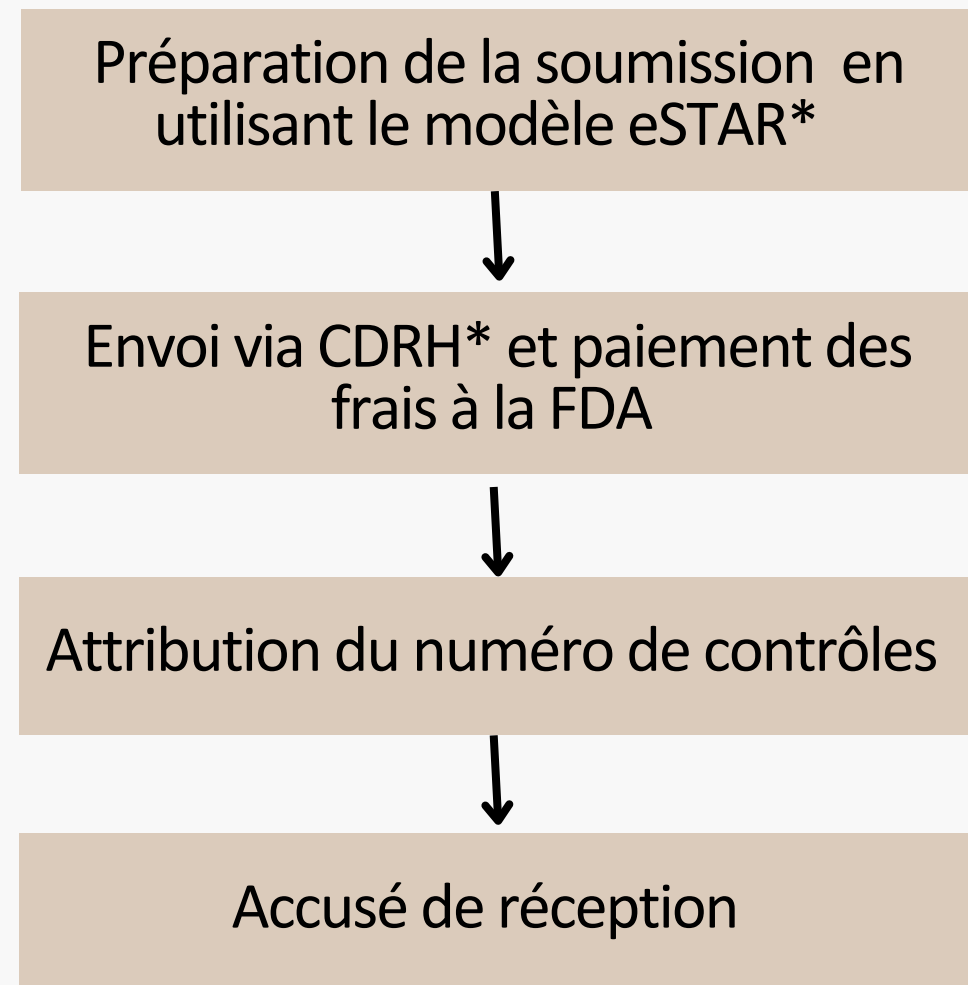 Préparation de la soumission en
utilisant le modèle eSTAR*
Envoi via CDRH* et paiement des
frais à la FDA
Attribution du numéro de contrôles
Accusé de réception